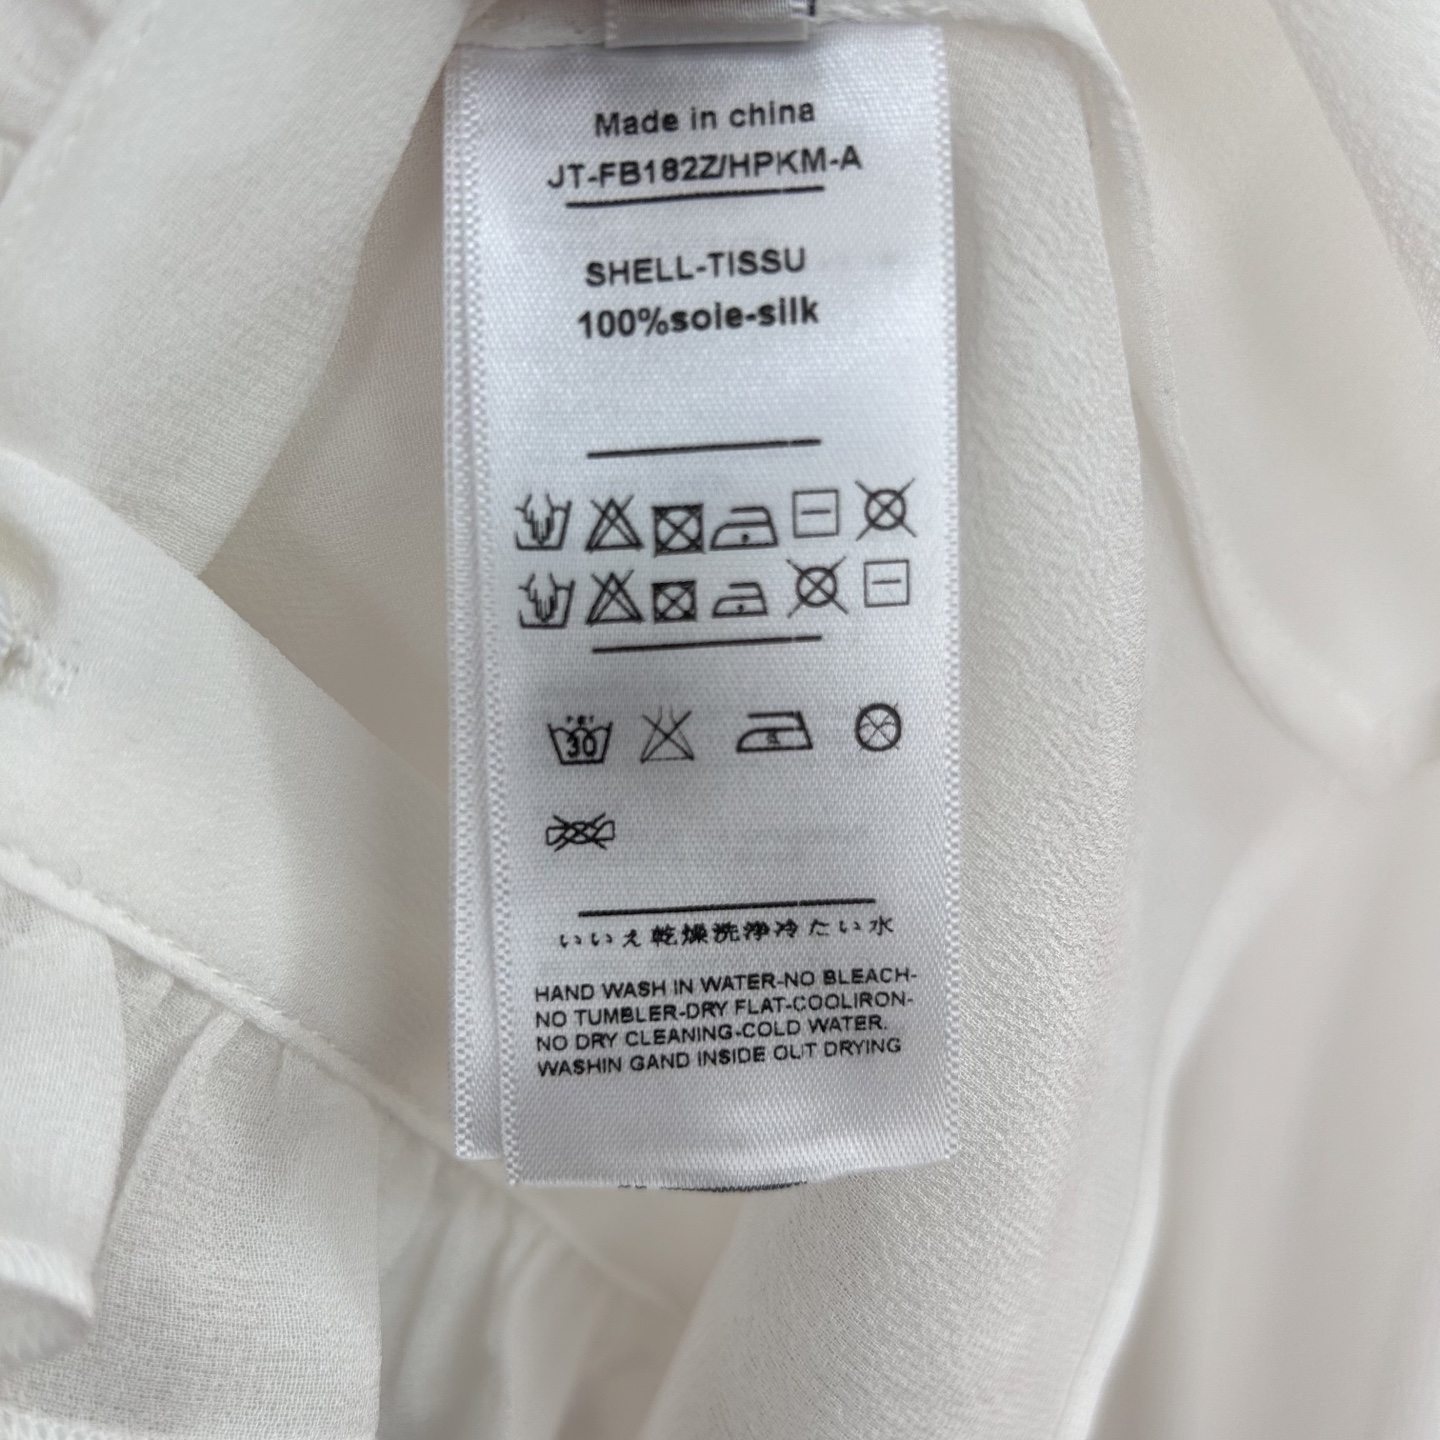 Made in china
JT-FB182Z/HPKM-A
SHELL-TISSU
100%soie-silk
30
いいえ乾燥洗浄冷たい水
HAND WASH IN WATER-NO BLEACH-
NO TUMBLER-DRY FLAT-COOLIRON-
NO DRY CLEANING-COLD WATER.
WASHIN GAND INSIDE OUT DRYING